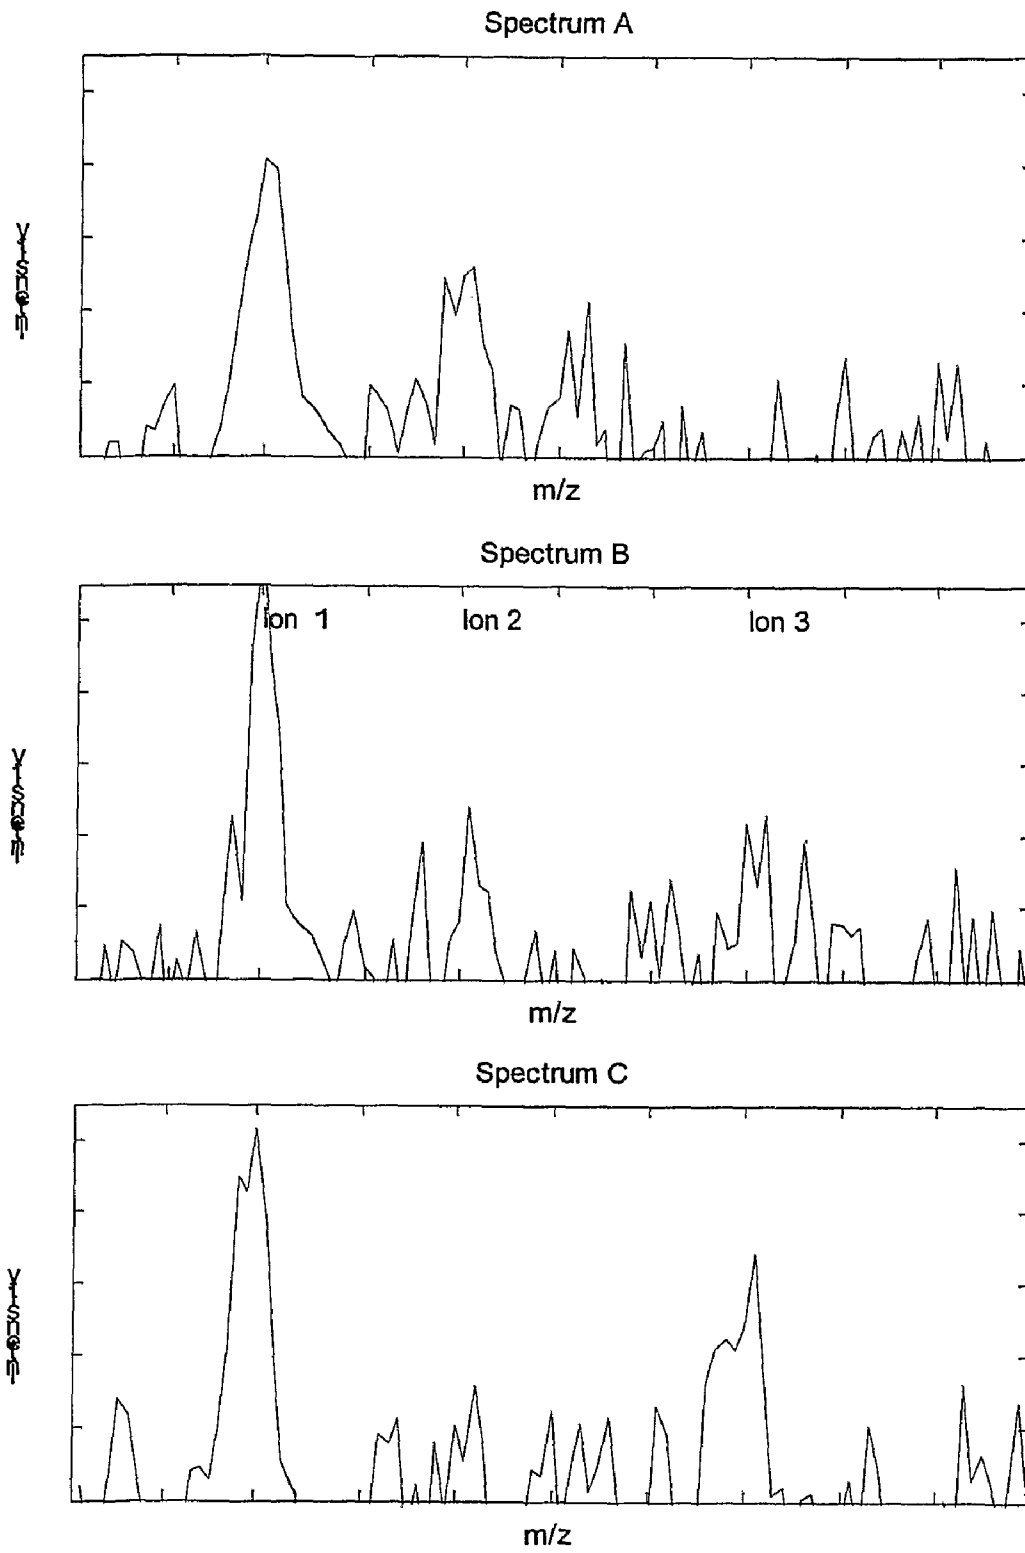 Spectrum A
m/z
Spectrum B
Ion 1
Ion 2
Ion 3
m/z
Spectrum C
m/z